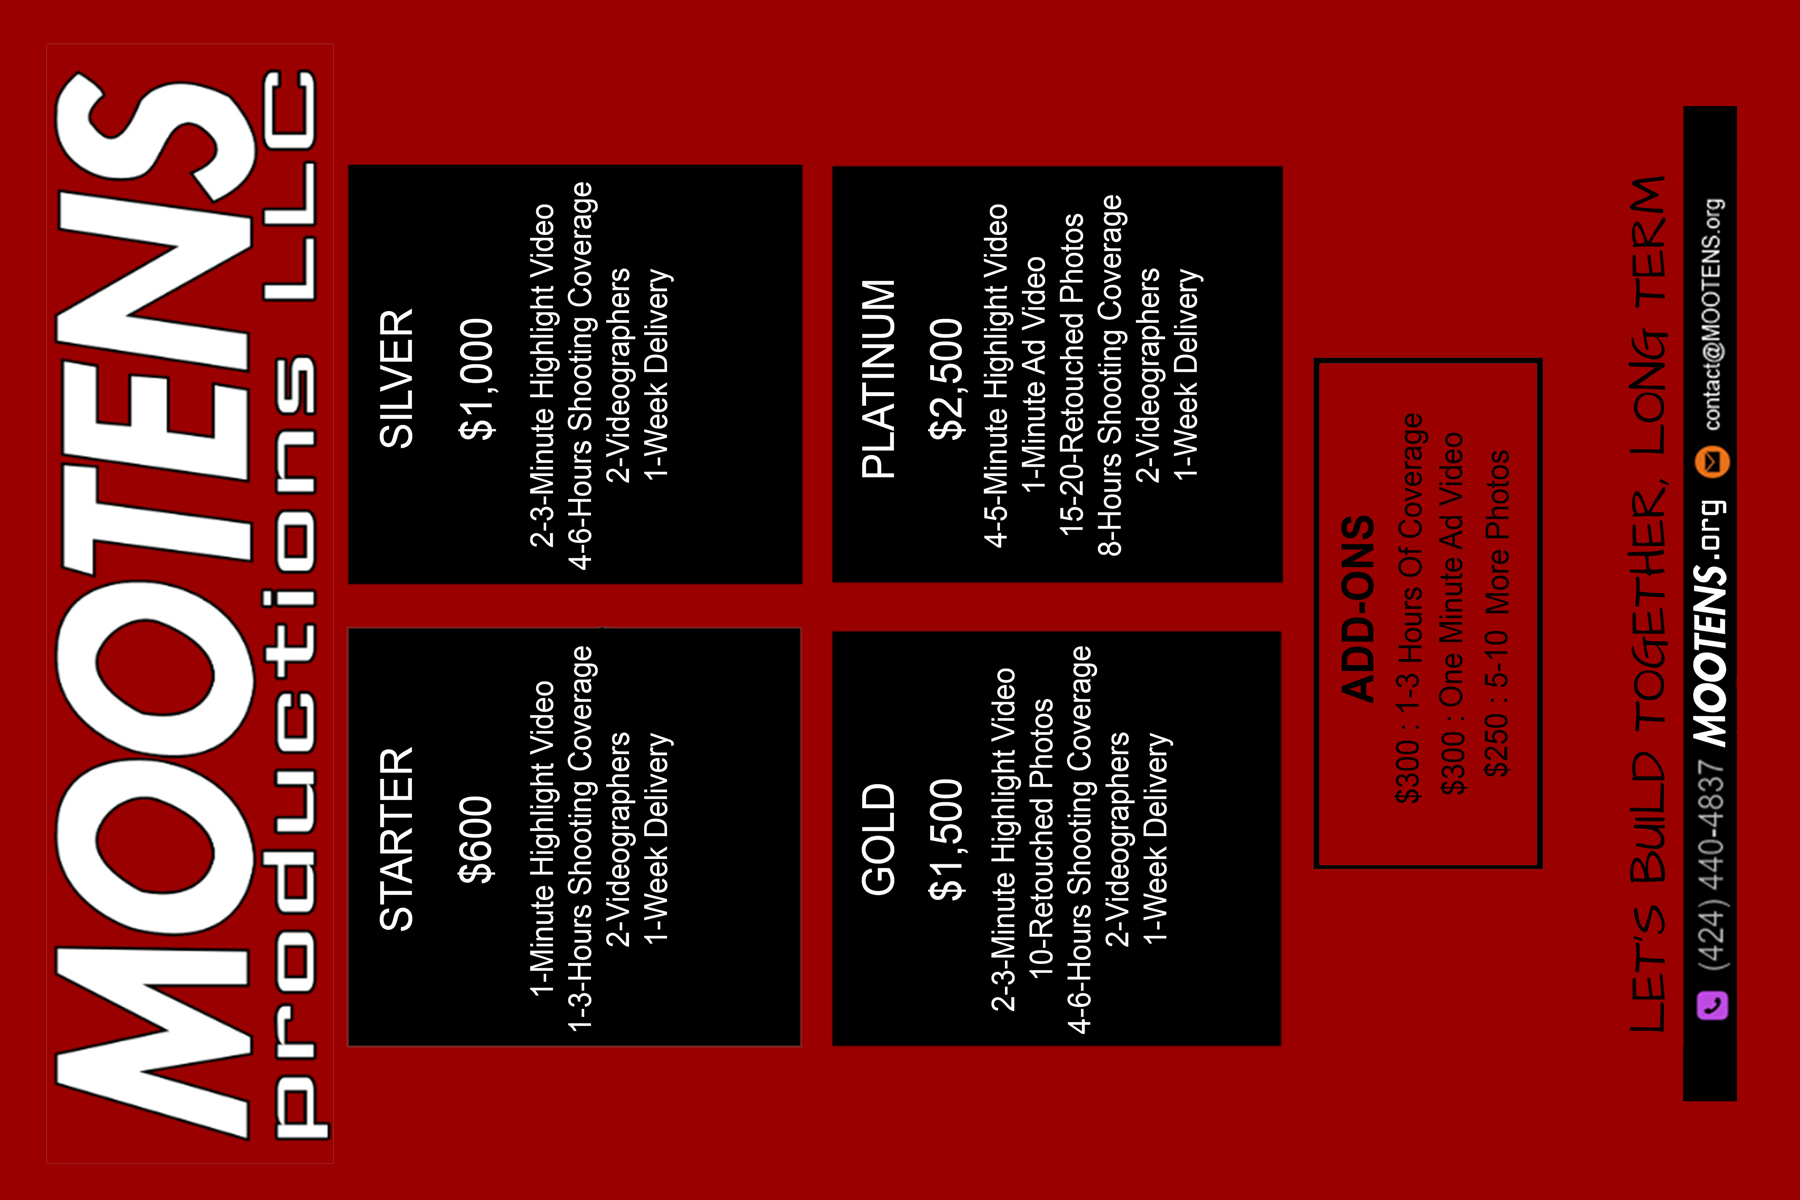 MOOTENS
productions LLC
STARTER
$600
1-Minute Highlight Video
1-3-Hours Shooting Coverage
2-Videographers
1-Week Delivery
SILVER
$1,000
2-3-Minute Highlight Video
4-6-Hours Shooting Coverage
2-Videographers
1-Week Delivery
GOLD
$1,500
2-3-Minute Highlight Video
10-Retouched Photos
4-6-Hours Shooting Coverage
2-Videographers
1-Week Delivery
PLATINUM
$2,500
4-5-Minute Highlight Video
1-Minute Ad Video
15-20-Retouched Photos
8-Hours Shooting Coverage
2-Videographers
1-Week Delivery
ADD-ONS
$300 : 1-3 Hours Of Coverage
$300 : One Minute Ad Video
$250 : 5-10 More Photos
LET'S BUILD TOGETHER, LONG TERM
(424) 440-4837 MOOTENS.org contact@MOOTENS.org